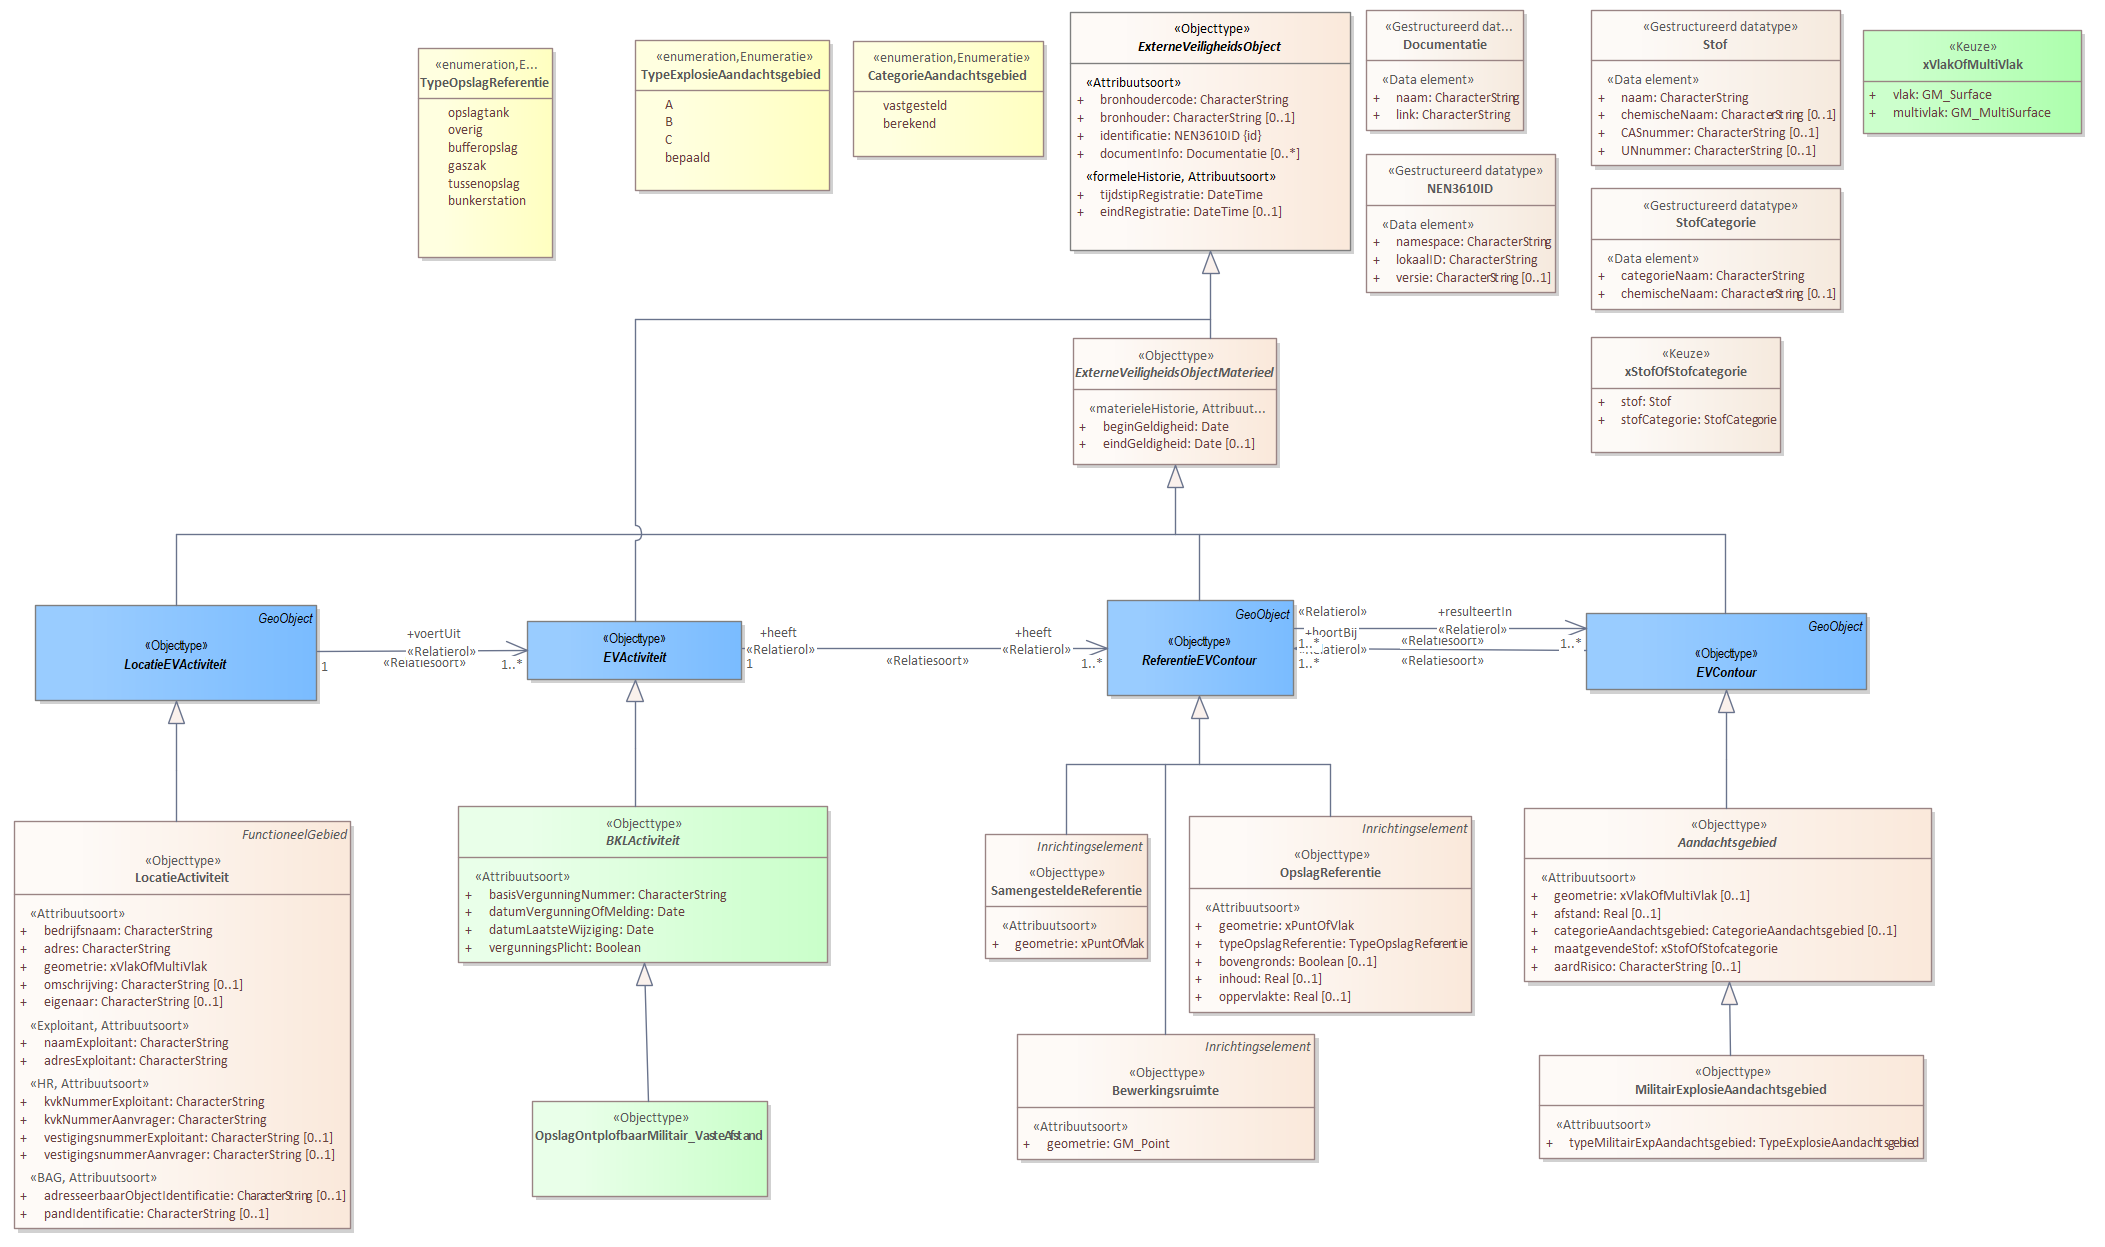 «enumeration,E...
TypeOpslagReferentie
opslagtank
overig
bufferopslag
gaszak
tussenopslag
bunkerstation
«enumeration,Enumeratie»
TypeExplosieAandachtsgebied
A
B
C
bepaald
«enumeration,Enumeratie»
CategorieAandachtsgebied
vastgesteld
berekend
«Objecttype»
ExterneVeiligheidsObject
«Attribuutsoort»
+ bronhoudercode: CharacterString
+ bronhouder: CharacterString [0..1]
+ identificatie: NEN3610ID {id}
+ documentInfo: Documentatie [0..*]
«formeleHistorie, Attribuutsoort»
+ tijdstipRegistratie: DateTime
+ eindRegistratie: DateTime [0..1]
«Gestructureerd dat...
Documentatie
«Data element»
+ naam: CharacterString
+ link: CharacterString
«Gestructureerd datatype»
NEN3610ID
«Data element»
+ namespace: CharacterString
+ lokaalID: CharacterString
+ versie: CharacterString [0..1]
«Gestructureerd datatype»
Stof
«Data element»
+ naam: CharacterString
+ chemischeNaam: CharacterString [0..1]
+ CASnummer: CharacterString [0..1]
+ UNnummer: CharacterString [0..1]
«Gestructureerd datatype»
StofCategorie
«Data element»
+ categorieNaam: CharacterString
+ chemischeNaam: CharacterString [0..1]
«Keuze»
xStofOfStofcategorie
+ stof: Stof
+ stofCategorie: StofCategorie
«Keuze»
xVlakOfMultiVlak
+ vlak: GM_Surface
+ multivlak: GM_MultiSurface
«Objecttype»
ExterneVeiligheidsObjectMaterieel
«materieleHistorie, Attribuut...
+ beginGeldigheid: Date
+ eindGeldigheid: Date [0..1]
GeoObject
«Objecttype»
LocatieEVActiviteit
1
+voertUit
«Relatierol»
«Relatiesoort»
1..*
«Objecttype»
EVActiviteit
+heeft
«Relatierol»
1
«Relatiesoort»
+heeft
«Relatierol»
1..*
GeoObject
«Objecttype»
ReferentieEVContour
«Relatierol»
+hoortBij
1..*
«Relatierol»
1..*
+resulteertIn
«Relatierol»
«Relatiesoort»
1..*
«Relatiesoort»
GeoObject
«Objecttype»
EVContour
FunctioneelGebied
«Objecttype»
LocatieActiviteit
«Attribuutsoort»
+ bedrijfsnaam: CharacterString
+ adres: CharacterString
+ geometrie: xVlakOfMultiVlak
+ omschrijving: CharacterString [0..1]
+ eigenaar: CharacterString [0..1]
«Exploitant, Attribuutsoort»
+ naamExploitant: CharacterString
+ adresExploitant: CharacterString
«HR, Attribuutsoort»
+ kvkNummerExploitant: CharacterString
+ kvkNummerAanvrager: CharacterString
+ vestigingsnummerExploitant: CharacterString [0..1]
+ vestigingsnummerAanvrager: CharacterString [0..1]
«BAG, Attribuutsoort»
+ adresseerbaarObjectIdentificatie: CharacterString [0..1]
+ pandIdentificatie: CharacterString [0..1]
«Objecttype»
BKLActiviteit
«Attribuutsoort»
+ basisVergunningNummer: CharacterString
+ datumVergunningOfMelding: Date
+ datumLaatsteWijziging: Date
+ vergunningsPlicht: Boolean
«Objecttype»
OpslagOntplofbaarMilitair_VasteAfstand
Inrichtingselement
«Objecttype»
SamengesteldeReferentie
«Attribuutsoort»
+ geometrie: xPuntOfVlak
Inrichtingselement
«Objecttype»
OpslagReferentie
«Attribuutsoort»
+ geometrie: xPuntOfVlak
+ typeOpslagReferentie: TypeOpslagReferentie
+ bovengronds: Boolean [0..1]
+ inhoud: Real [0..1]
+ oppervlakte: Real [0..1]
Inrichtingselement
«Objecttype»
Bewerkingsruimte
«Attribuutsoort»
+ geometrie: GM_Point
«Objecttype»
Aandachtsgebied
«Attribuutsoort»
+ geometrie: xVlakOfMultiVlak [0..1]
+ afstand: Real [0..1]
+ categorieAandachtsgebied: CategorieAandachtsgebied [0..1]
+ maatgevendeStof: xStofOfStofcategorie
+ aardRisico: CharacterString [0..1]
«Objecttype»
MilitairExplosieAandachtsgebied
«Attribuutsoort»
+ typeMilitairExpAandachtsgebied: TypeExplosieAandachtsgebied